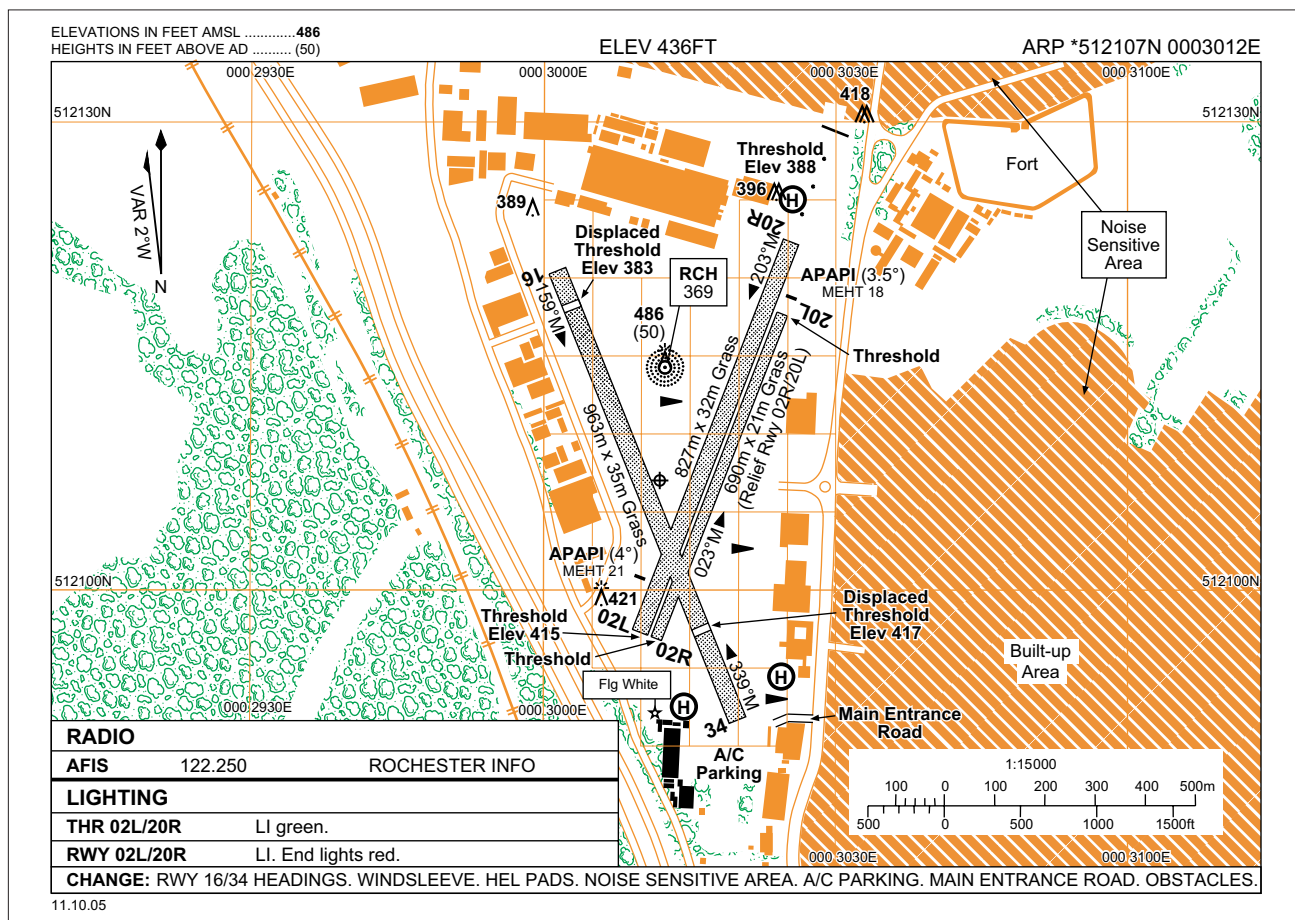 ELEVATIONS IN FEET AMSL .............486
HEIGHTS IN FEET ABOVE AD .......... (50)
ELEV 436FT
ARP *512107N 0003012E
000 2930E
000 3000E
000 3030E
000 3100E
512130N
512130N
418
VAR 2°W
N
Threshold
Elev 388
396
H
Fort
389
20R
Noise
Sensitive
Area
Displaced
Threshold
Elev 383
16
159°M
RCH
369
203°M
APAPI (3.5°)
MEHT 18
20L
486
(50)
Threshold
963m x 35m Grass
827m x 32m Grass
690m x 21m Grass
(Relief Rwy 02R/20L)
023°M
APAPI (4°)
MEHT 21
512100N
512100N
421
02L
Threshold
Elev 415
Threshold
02R
Displaced
Threshold
Elev 417
339°M
34
Built-up
Area
Flg White
H
H
000 2930E
000 3000E
Main Entrance
Road
A/C
Parking
RADIO
AFIS 122.250 ROCHESTER INFO
LIGHTING
THR 02L/20R LI green.
RWY 02L/20R LI. End lights red.
1:15000
100 0 100 200 300 400 500m
500 0 500 1000 1500ft
000 3030E
000 3100E
CHANGE: RWY 16/34 HEADINGS. WINDSLEEVE. HEL PADS. NOISE SENSITIVE AREA. A/C PARKING. MAIN ENTRANCE ROAD. OBSTACLES.
11.10.05